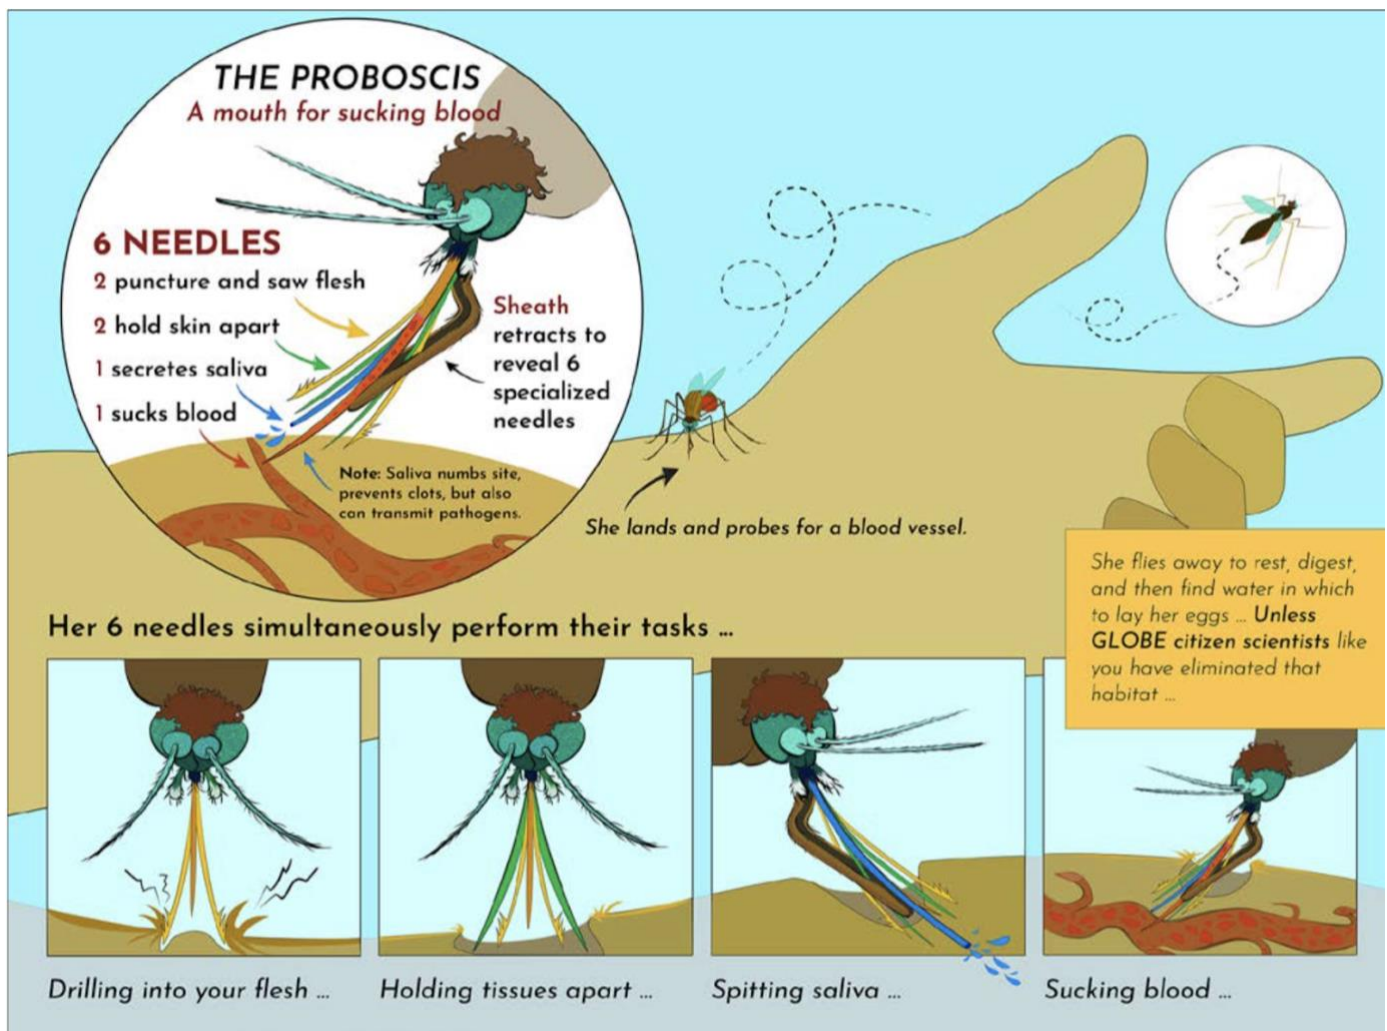 THE PROBOSCIS
A mouth for sucking blood
6 NEEDLES
2 puncture and saw flesh
2 hold skin apart
1 secretes saliva
1 sucks blood
Sheath
retracts to
reveal 6
specialized
needles
Note: Saliva numbs site,
prevents clots, but also
can transmit pathogens.
She lands and probes for a blood vessel.
She flies away to rest, digest,
and then find water in which
to lay her eggs ... Unless
GLOBE citizen scientists like
you have eliminated that
habitat ...
Her 6 needles simultaneously perform their tasks ...
Drilling into your flesh ...
Holding tissues apart ...
Spitting saliva ...
Sucking blood ...